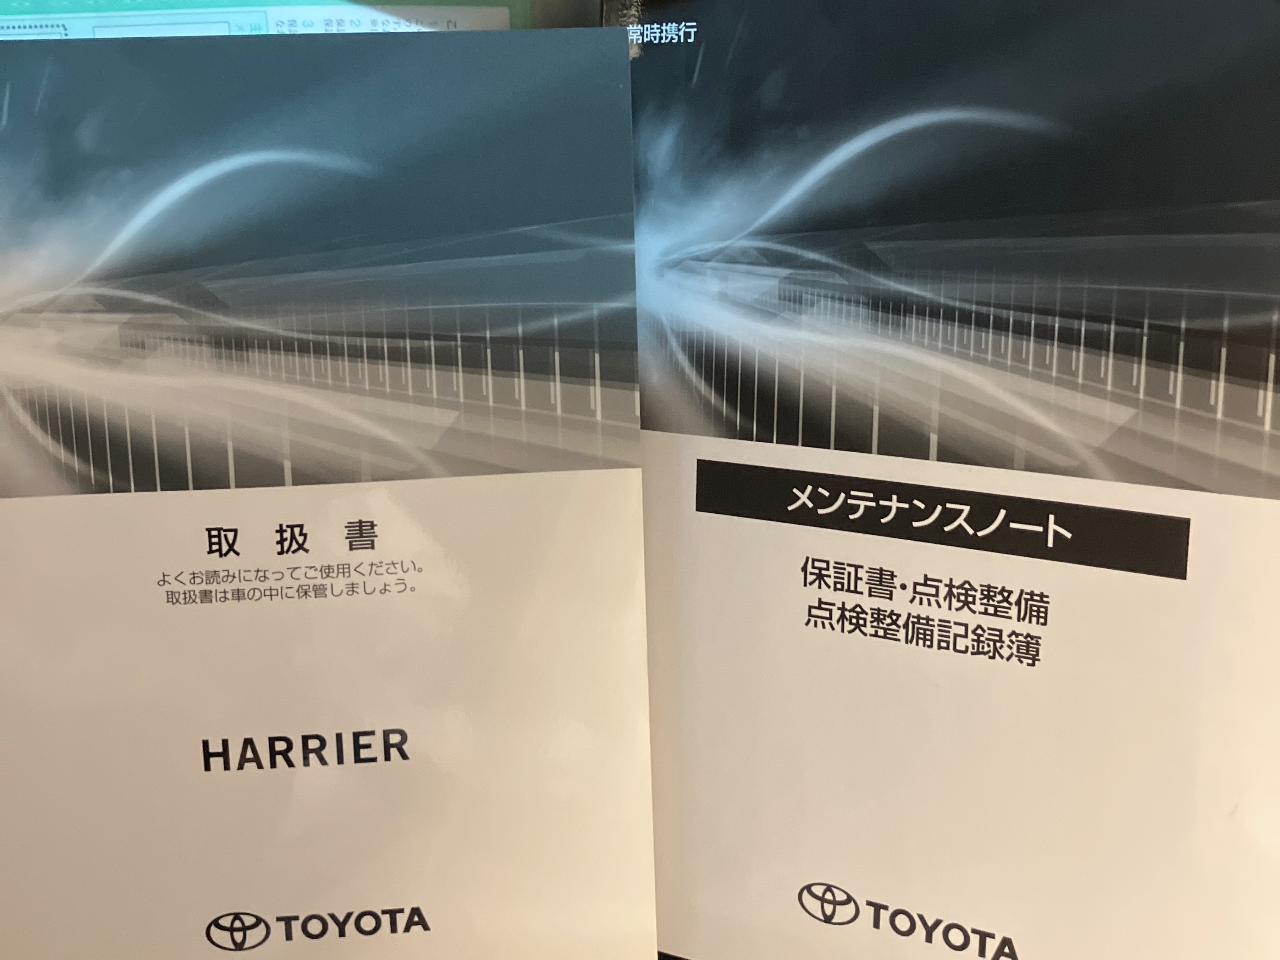 取扱書
よくお読みになってご使用ください。
取扱書は車の中に保管しましょう。
HARRIER
TOYOTA
常時携行
メンテナンスノート
保証書・点検整備
点検整備記録簿
TOYOTA